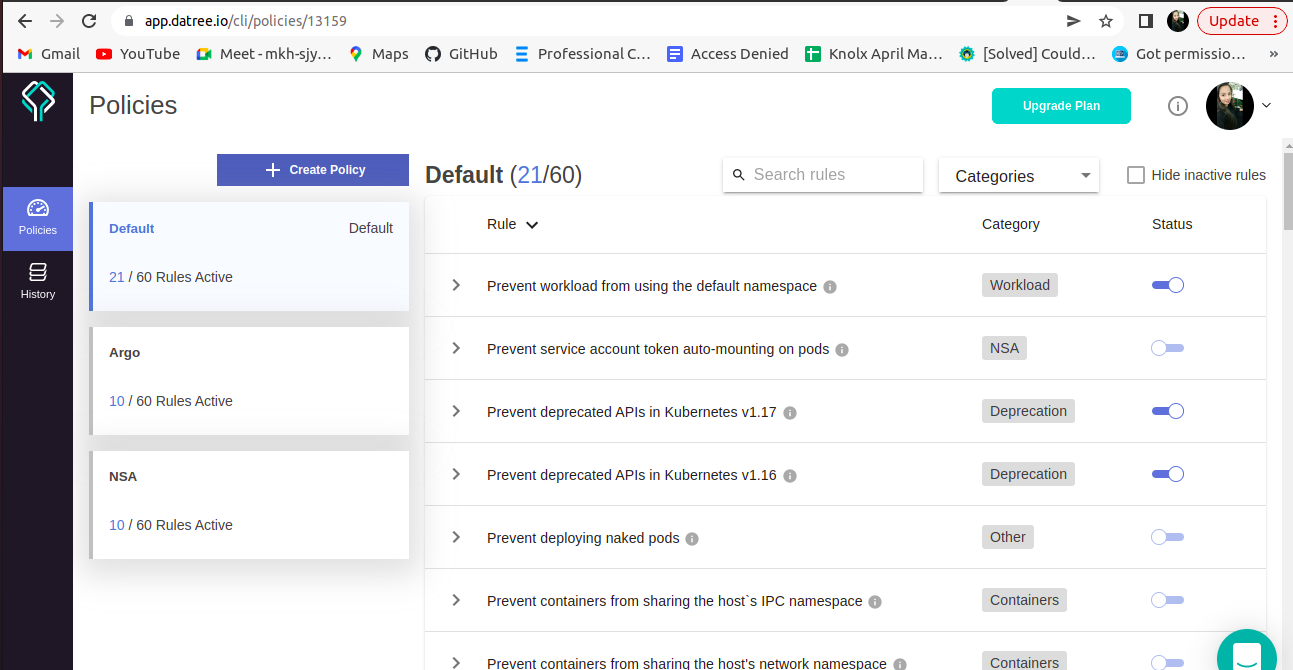 app.datree.io/cli/policies/13159
Update
Gmail YouTube Meet - mkh-sjy... Maps GitHub Professional C... Access Denied Knolx April Ma... [Solved] Could... Got permissio... »
Policies
Upgrade Plan
Policies
History
Create Policy
Default Default
21 / 60 Rules Active
Argo
10 / 60 Rules Active
NSA
10 / 60 Rules Active
Default (21/60)
Search rules
Categories
Hide inactive rules
Rule Category Status
Prevent workload from using the default namespace Workload
Prevent service account token auto-mounting on pods NSA
Prevent deprecated APIs in Kubernetes v1.17 Deprecation
Prevent deprecated APIs in Kubernetes v1.16 Deprecation
Prevent deploying naked pods Other
Prevent containers from sharing the host`s IPC namespace Containers
Prevent containers from sharing the host's network namespace Containers